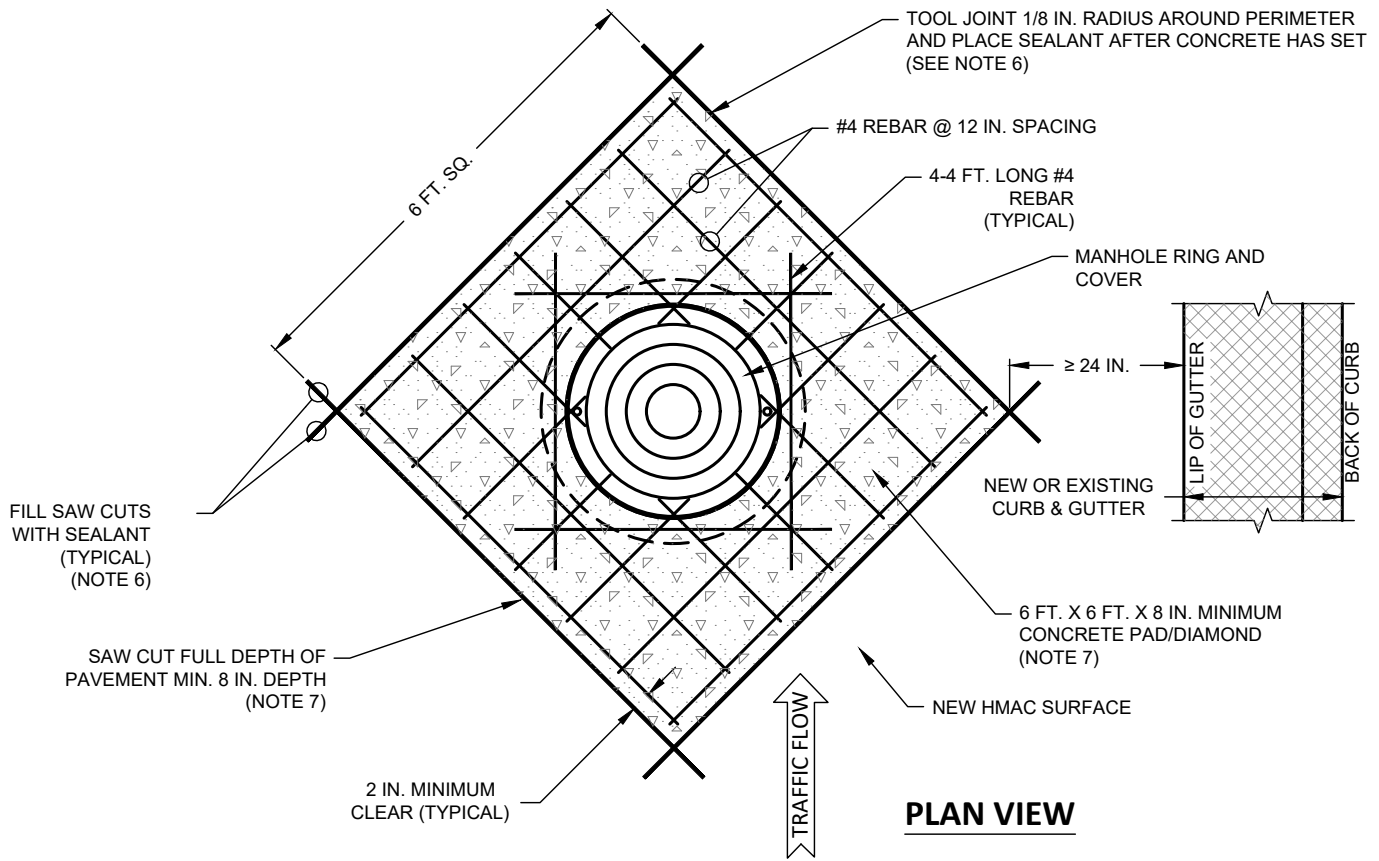 TOOL JOINT 1/8 IN. RADIUS AROUND PERIMETER
AND PLACE SEALANT AFTER CONCRETE HAS SET
(SEE NOTE 6)
#4 REBAR @ 12 IN. SPACING
6 FT. SQ.
4-4 FT. LONG #4
REBAR
(TYPICAL)
MANHOLE RING AND
COVER
≥ 24 IN.
LIP OF GUTTER
BACK OF CURB
NEW OR EXISTING
CURB & GUTTER
FILL SAW CUTS
WITH SEALANT
(TYPICAL)
(NOTE 6)
6 FT. X 6 FT. X 8 IN. MINIMUM
CONCRETE PAD/DIAMOND
(NOTE 7)
SAW CUT FULL DEPTH OF
PAVEMENT MIN. 8 IN. DEPTH
(NOTE 7)
NEW HMAC SURFACE
2 IN. MINIMUM
CLEAR (TYPICAL)
TRAFFIC FLOW
PLAN VIEW